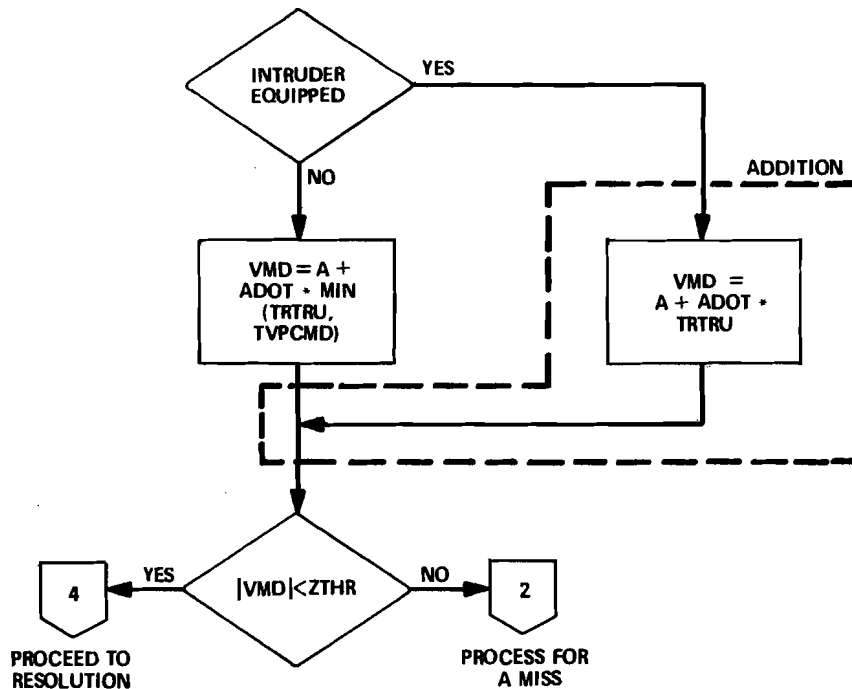 INTRUDER
EQUIPPED
YES
NO
ADDITION
VMD = A +
ADOT * MIN
(TRTRU,
TVPCMD)
VMD =
A + ADOT *
TRTRU
|VMD|<ZTHR
YES
NO
4
2
PROCEED TO
RESOLUTION
PROCESS FOR
A MISS